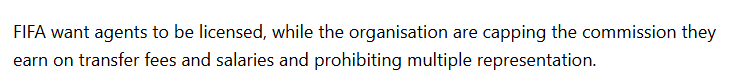 FIFA want agents to be licensed, while the organisation are capping the commission they
earn on transfer fees and salaries and prohibiting multiple representation.